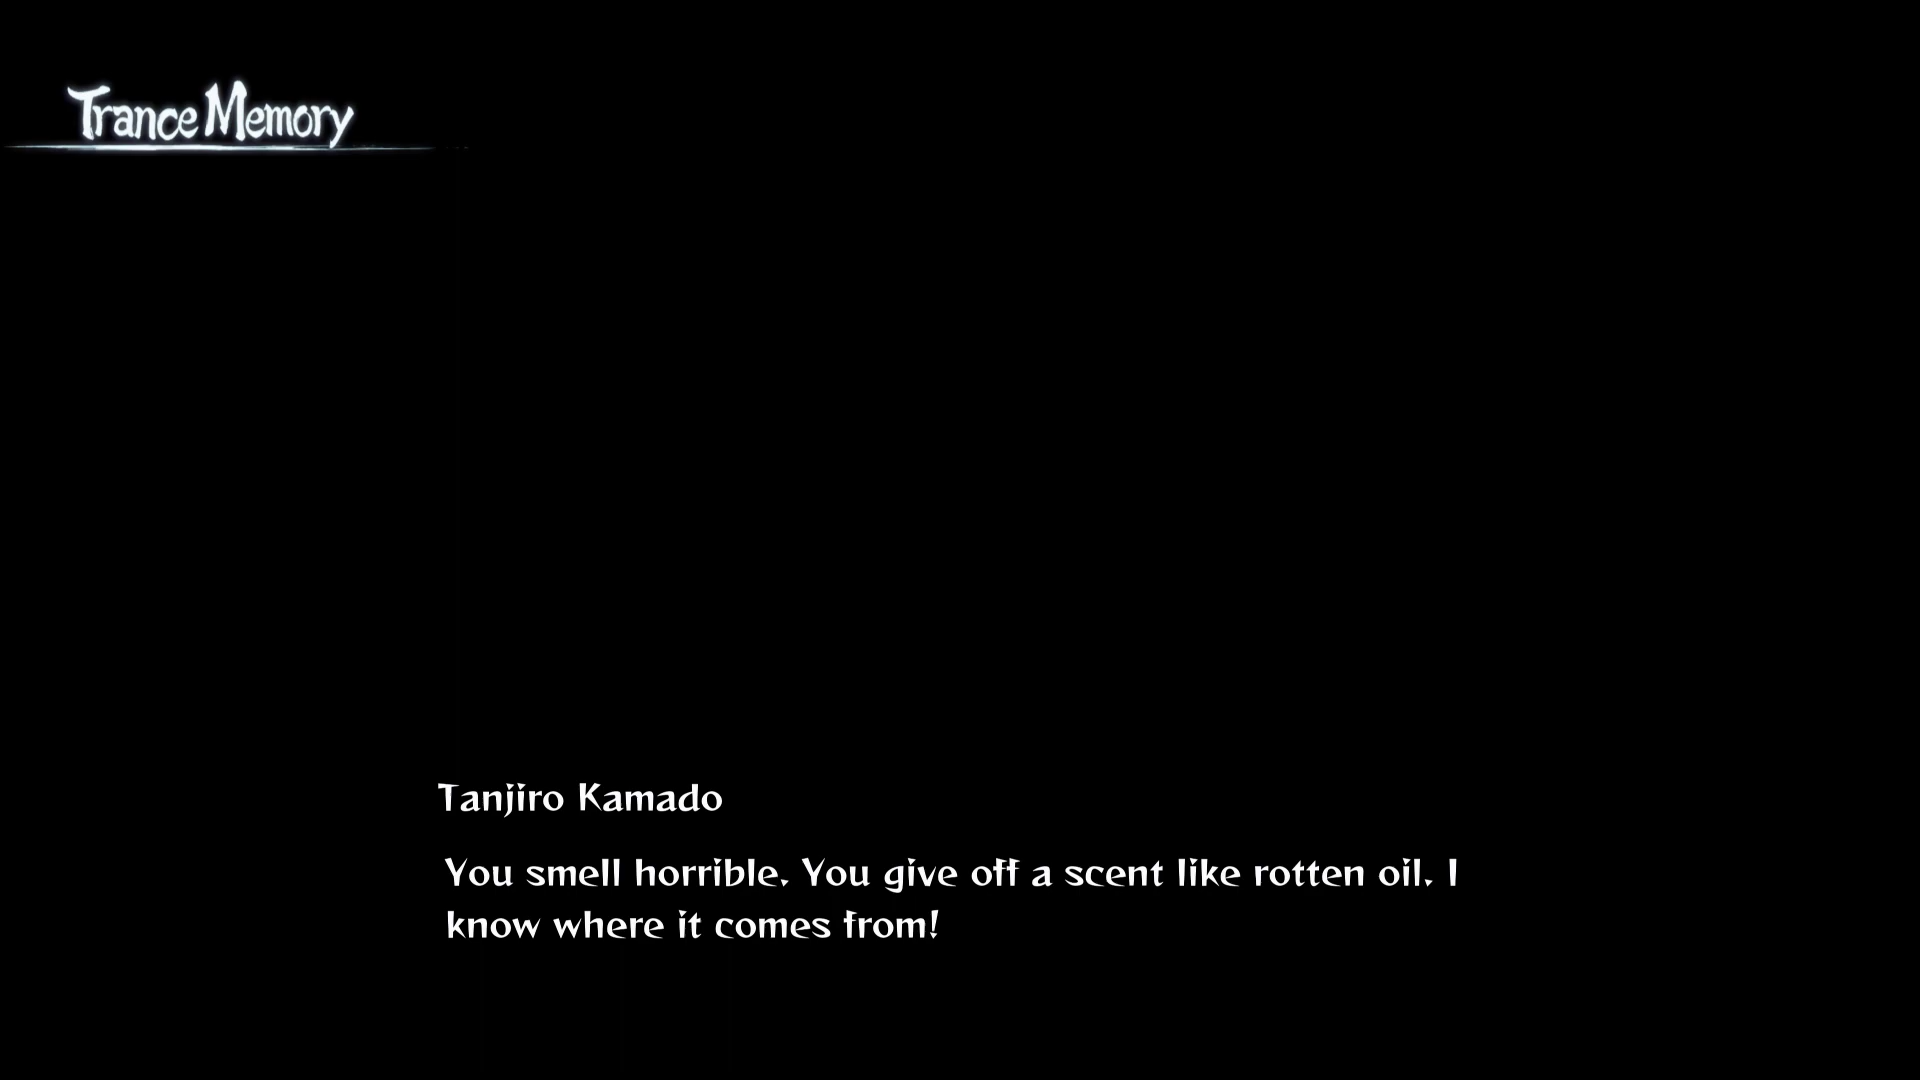 Trance Memory
Tanjiro Kamado
You smell horrible. You give off a scent like rotten oil. I
know where it comes from!